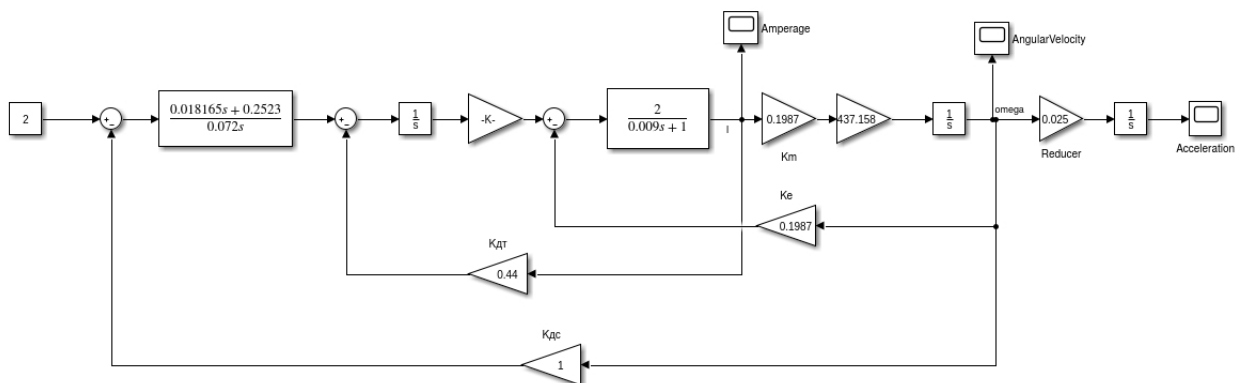 Amperage
AngularVelocity
2
+
−
0.018165s + 0.2523
0.072s
+
−
1
s
-K-
+
−
2
0.009s + 1
I
0.1987
Km
437.158
1
s
omega
0.025
Reducer
1
s
Acceleration
Ke
0.1987
Kдт
0.44
Kдс
1